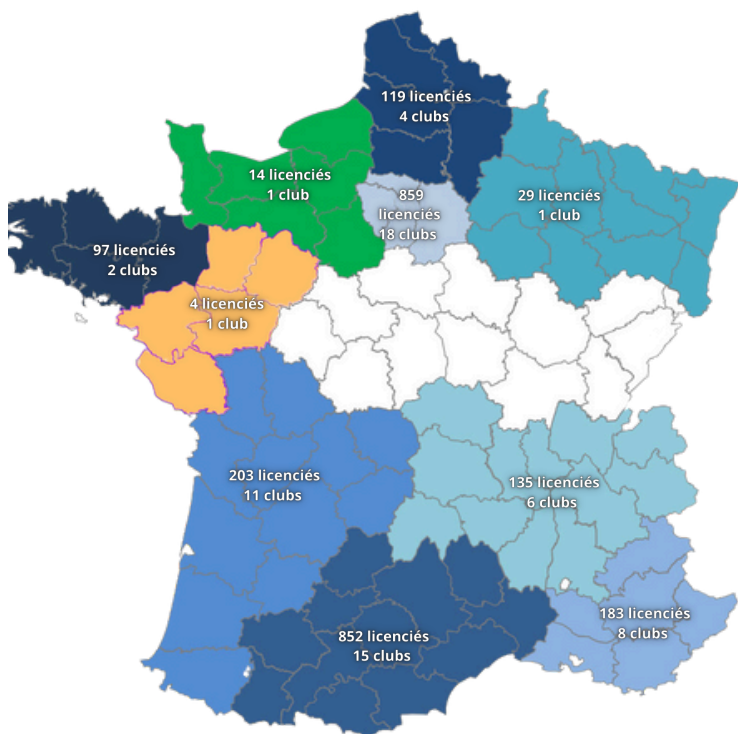 119 licenciés
4 clubs
14 licenciés
1 club
859
licenciés
18 clubs
29 licenciés
1 club
97 licenciés
2 clubs
4 licenciés
1 club
203 licenciés
11 clubs
135 licenciés
6 clubs
183 licenciés
8 clubs
852 licenciés
15 clubs